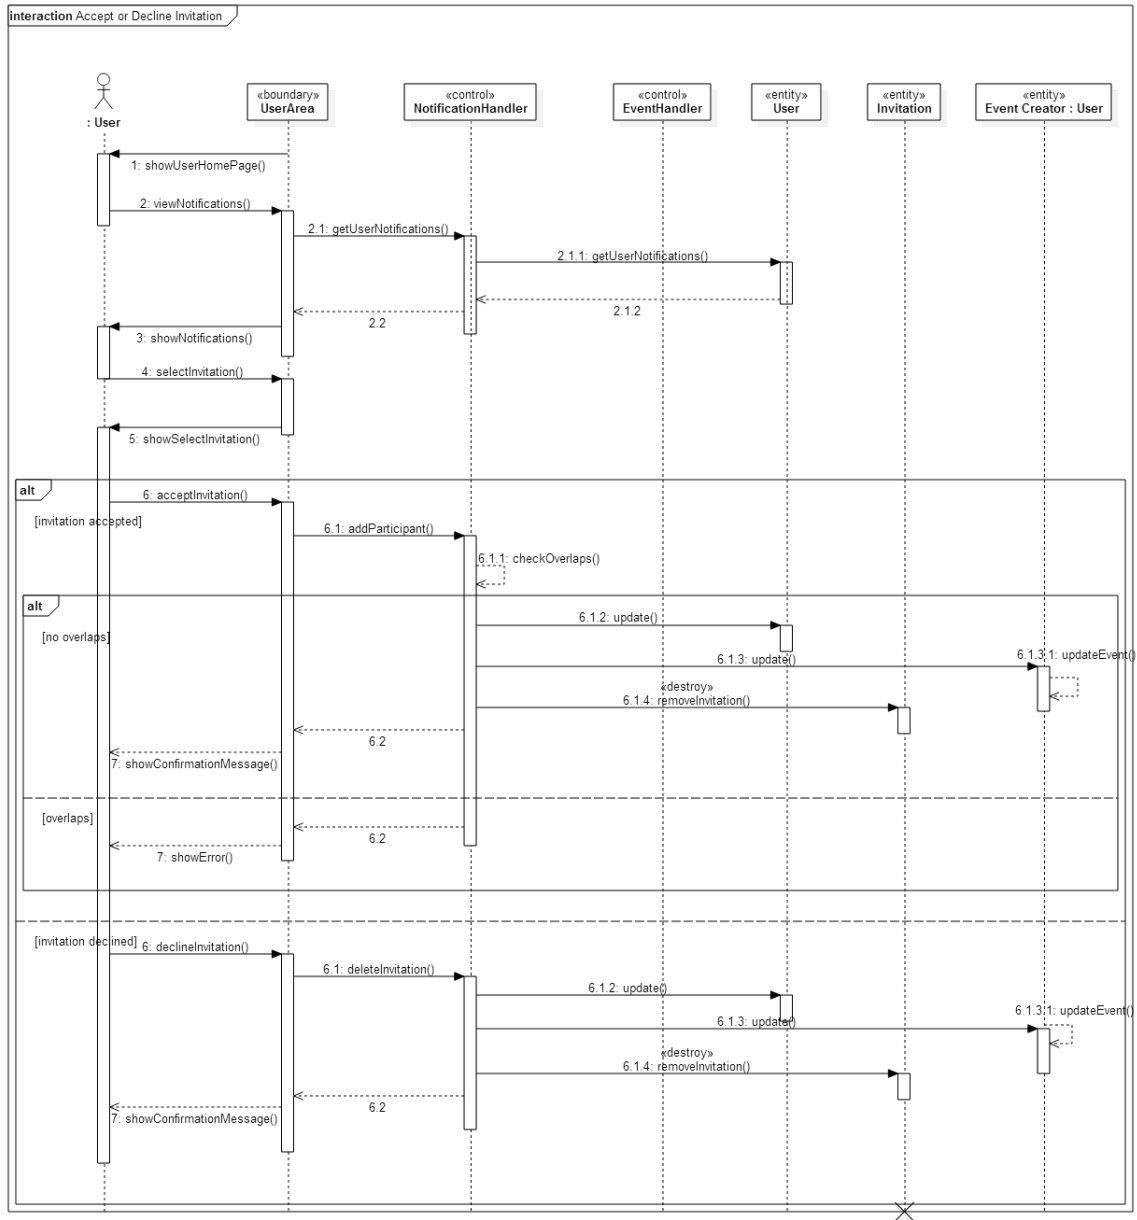 interaction Accept or Decline Invitation
: User
«boundary»
UserArea
«control»
NotificationHandler
«control»
EventHandler
«entity»
User
«entity»
Invitation
«entity»
Event Creator : User
1: showUserHomePage()
2: viewNotifications()
2.1: getUserNotifications()
2.1.1: getUserNotifications()
2.1.2
2.2
3: showNotifications()
4: selectInvitation()
5: showSelectInvitation()
alt
6: acceptInvitation()
[invitation accepted]
6.1: addParticipant()
6.1.1: checkOverlaps()
alt
6.1.2: update()
[no overlaps]
6.1.3: update()
6.1.3.1: updateEvent()
«destroy»
6.1.4: removeInvitation()
6.2
7: showConfirmationMessage()
[overlaps]
6.2
7: showError()
[invitation declined]
6: declineInvitation()
6.1: deleteInvitation()
6.1.2: update()
6.1.3: update()
6.1.3.1: updateEvent()
«destroy»
6.1.4: removeInvitation()
6.2
7: showConfirmationMessage()